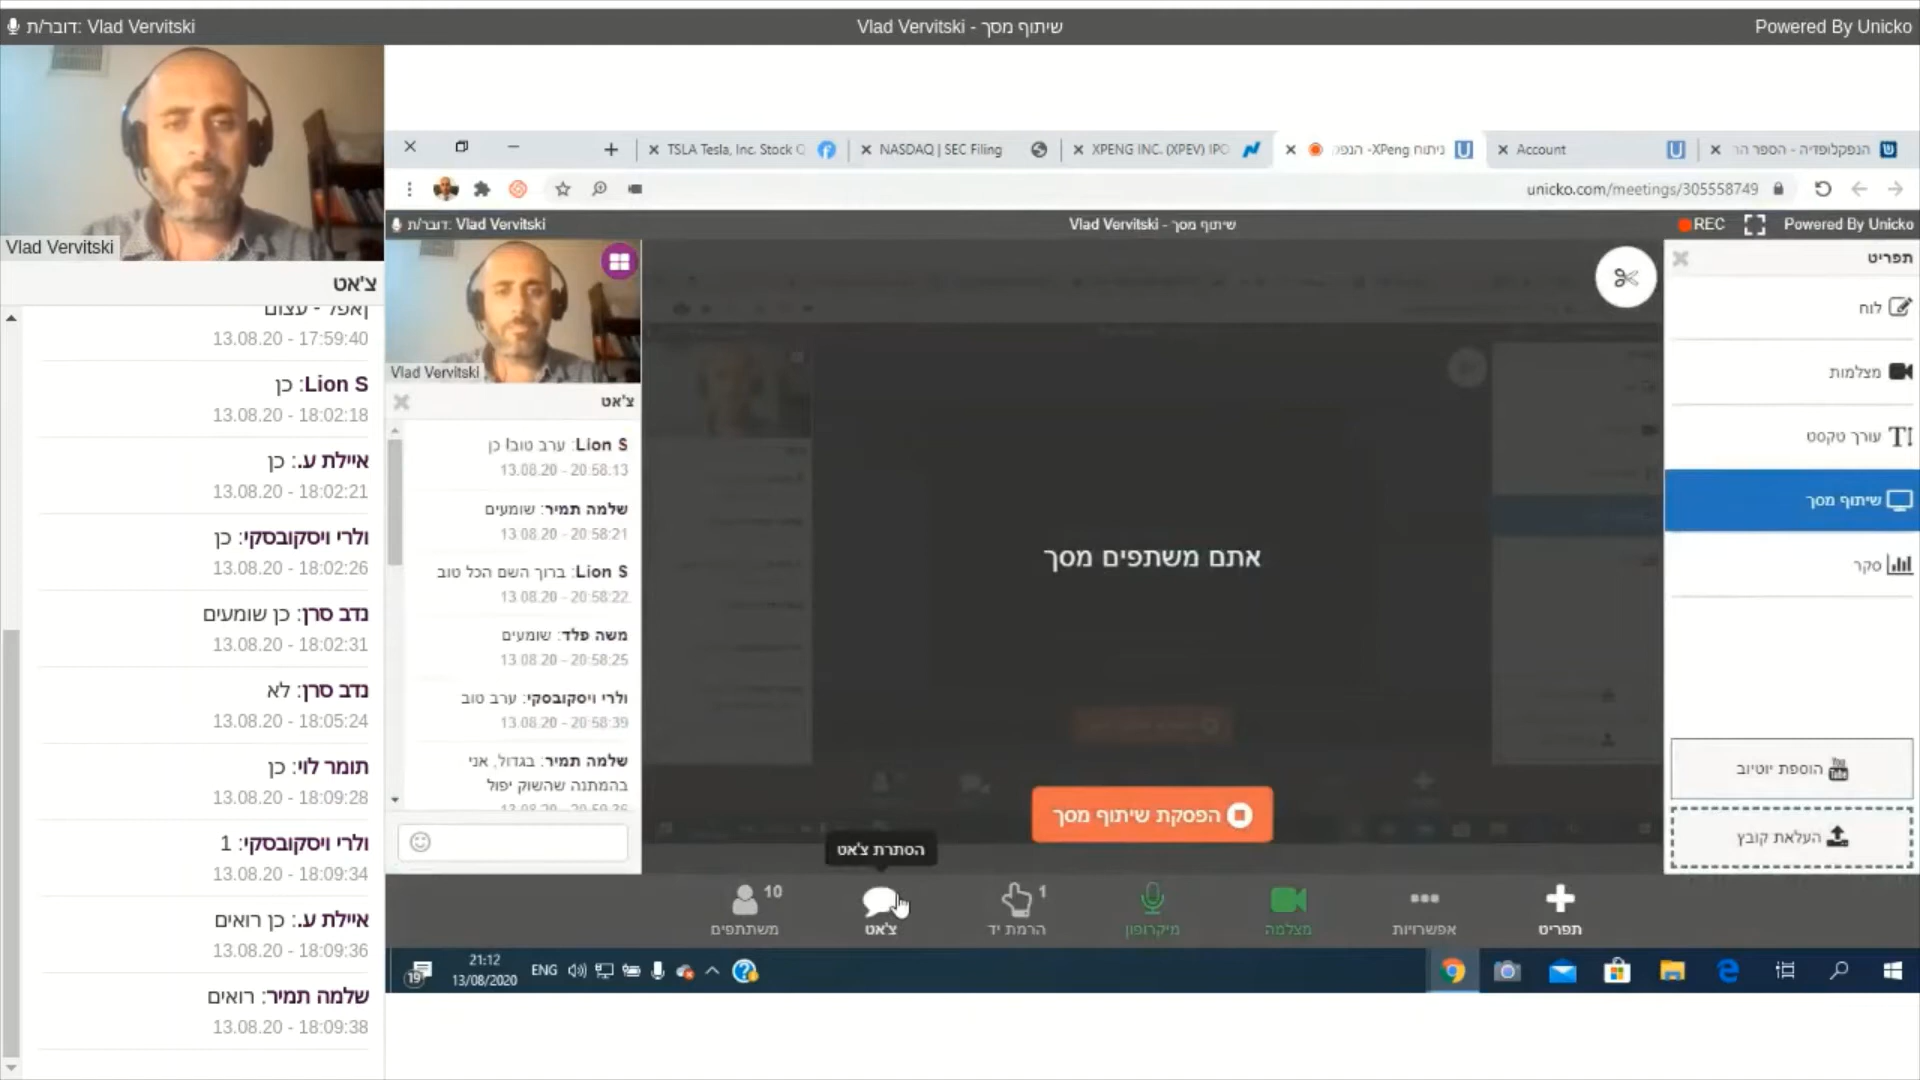 דובר/ת: Vlad Vervitski
שיתוף מסך - Vlad Vervitski
Powered By Unicko
Vlad Vervitski
צ'אט
13.08.20 - 17:59:40
Lion S: כן
13.08.20 - 18:02:18
איילת ע.: כן
13.08.20 - 18:02:21
ולרי ויסקובסקי: כן
13.08.20 - 18:02:26
נדב סרן: כן שומעים
13.08.20 - 18:02:31
נדב סרן: לא
13.08.20 - 18:05:24
תומר לוי: כן
13.08.20 - 18:09:28
ולרי ויסקובסקי: 1
13.08.20 - 18:09:34
איילת ע.: כן רואים
13.08.20 - 18:09:36
שלמה תמיר: רואים
13.08.20 - 18:09:38
TSLA Tesla, Inc. Stock
NASDAQ | SEC Filing
XPENG INC. (XPEV) IPO
ניתוח XPeng- הנפק
Account
הנפקלופדיה - הספר הר
unicko.com/meetings/305558749
דובר/ת: Vlad Vervitski
שיתוף מסך - Vlad Vervitski
REC
Powered By Unicko
Vlad Vervitski
צ'אט
Lion S: ערב טוב! כן
13.08.20 - 20:58:13
שלמה תמיר: שומעים
13.08.20 - 20:58:21
Lion S: ברוך השם הכל טוב
13.08.20 - 20:58:22
משה פלד: שומעים
13.08.20 - 20:58:25
ולרי ויסקובסקי: ערב טוב
13.08.20 - 20:58:39
שלמה תמיר: בגדול, אני
בהמתנה שהשוק יפול
אתם משתפים מסך
הפסקת שיתוף מסך
הסתרת צ'אט
תפריט
לוח
מצלמות
עורך טקסט
שיתוף מסך
סקר
הוספת יוטיוב
העלאת קובץ
10
משתתפים
צ'אט
1
הרמת יד
מיקרופון
מצלמה
אפשרויות
תפריט
19
21:12
13/08/2020
ENG